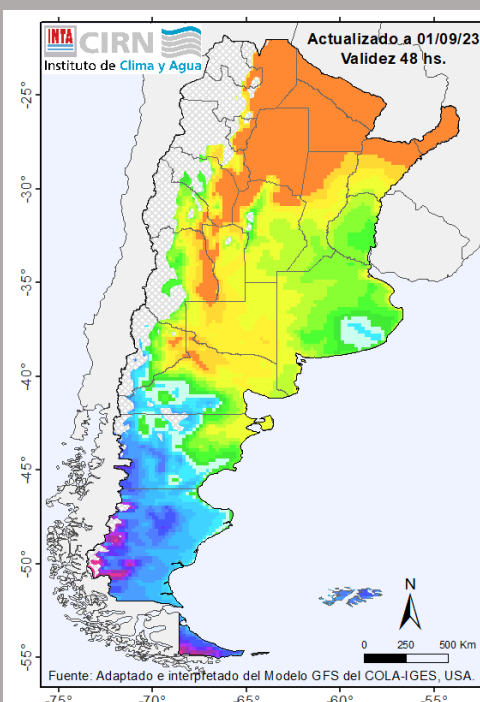 INTA CIRN
Instituto de Clima y Agua
Actualizado a 01/09/23
Validez 48 hs.
-25°
-30°
-35°
-40°
-45°
-50°
-55°
N
0 250 500 Km
Fuente: Adaptado e interpretado del Modelo GFS del COLA-IGES, USA.
-75° -70° -65° -60° -55°